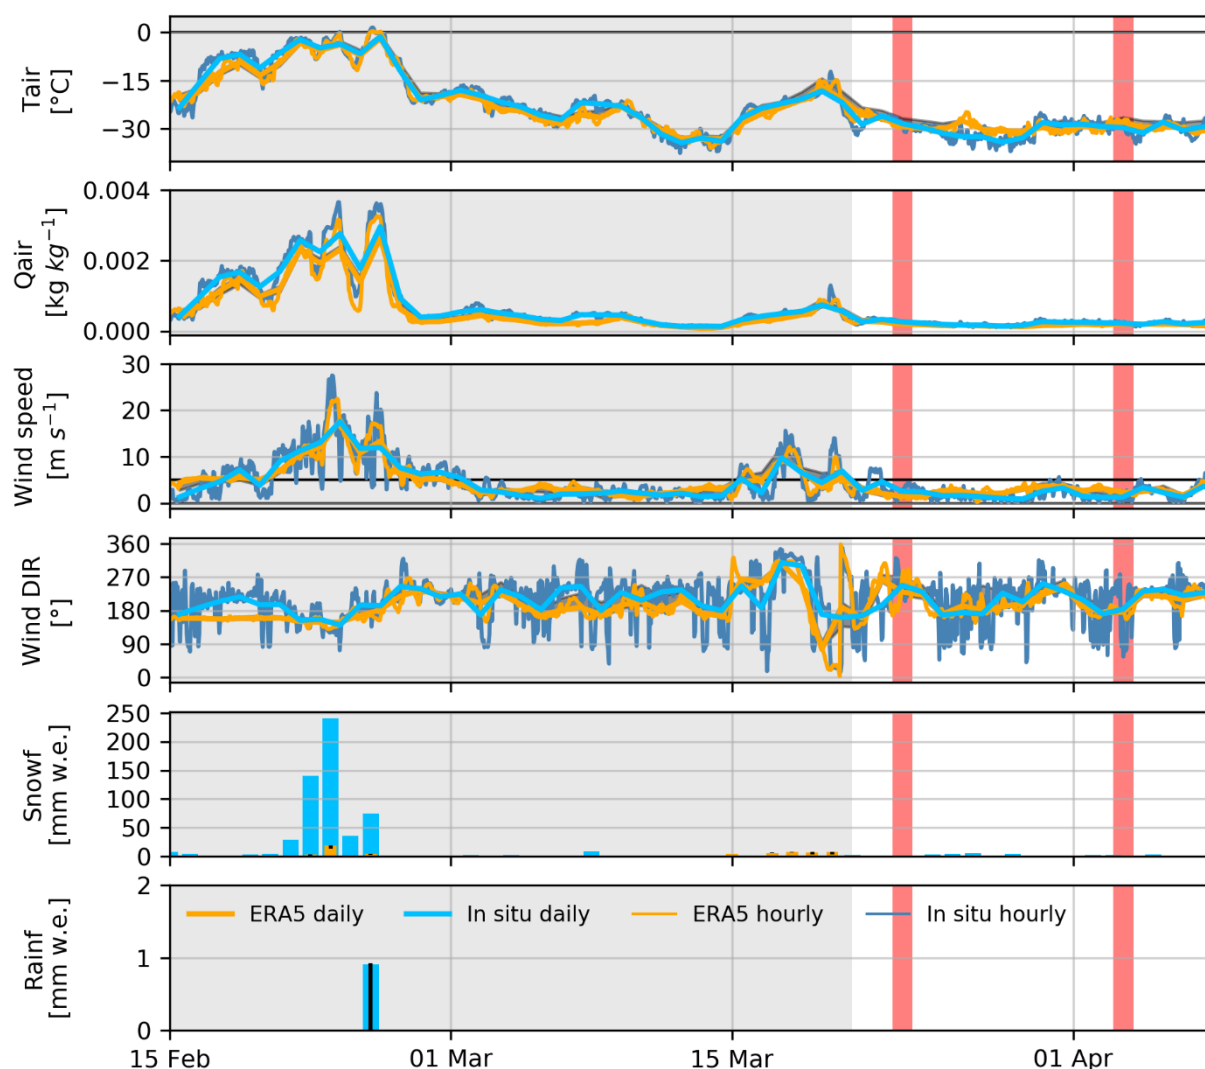 Tair
[°C]
0
−15
−30
Qair
[kg kg⁻¹]
0.004
0.002
0.000
Wind speed
[m s⁻¹]
30
20
10
0
Wind DIR
[°]
360
270
180
90
0
Snowf
[mm w.e.]
250
200
150
100
50
0
Rainf
[mm w.e.]
2
1
0
ERA5 daily
In situ daily
ERA5 hourly
In situ hourly
15 Feb
01 Mar
15 Mar
01 Apr